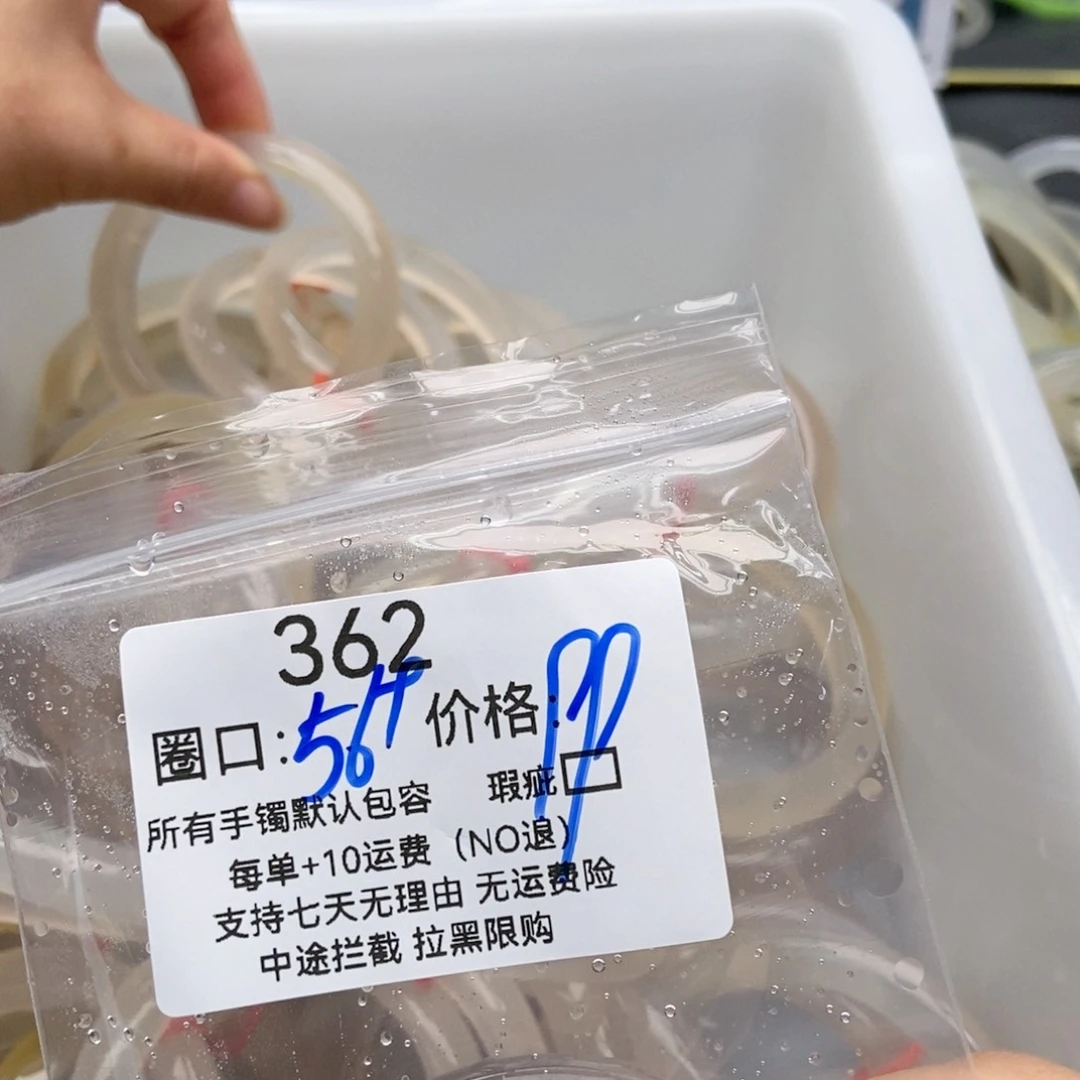 362
圈口:56 价格:99
所有手镯默认包容 瑕疵
每单+10运费(NO退)
支持七天无理由 无运费险
中途拦截 拉黑限购